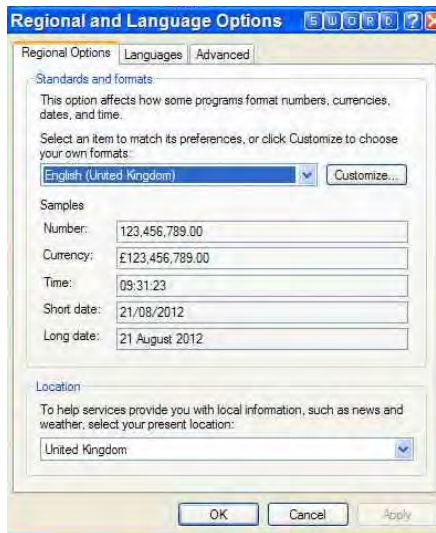 Regional and Language Options SWORD ?
Regional Options Languages Advanced
Standards and formats
This option affects how some programs format numbers, currencies,
dates, and time.
Select an item to match its preferences, or click Customize to choose
your own formats:
English (United Kingdom) Customize...
Samples
Number: 123,456,789.00
Currency: £123,456,789.00
Time: 09:31:23
Short date: 21/08/2012
Long date: 21 August 2012
Location
To help services provide you with local information, such as news and
weather, select your present location:
United Kingdom
OK Cancel Apply